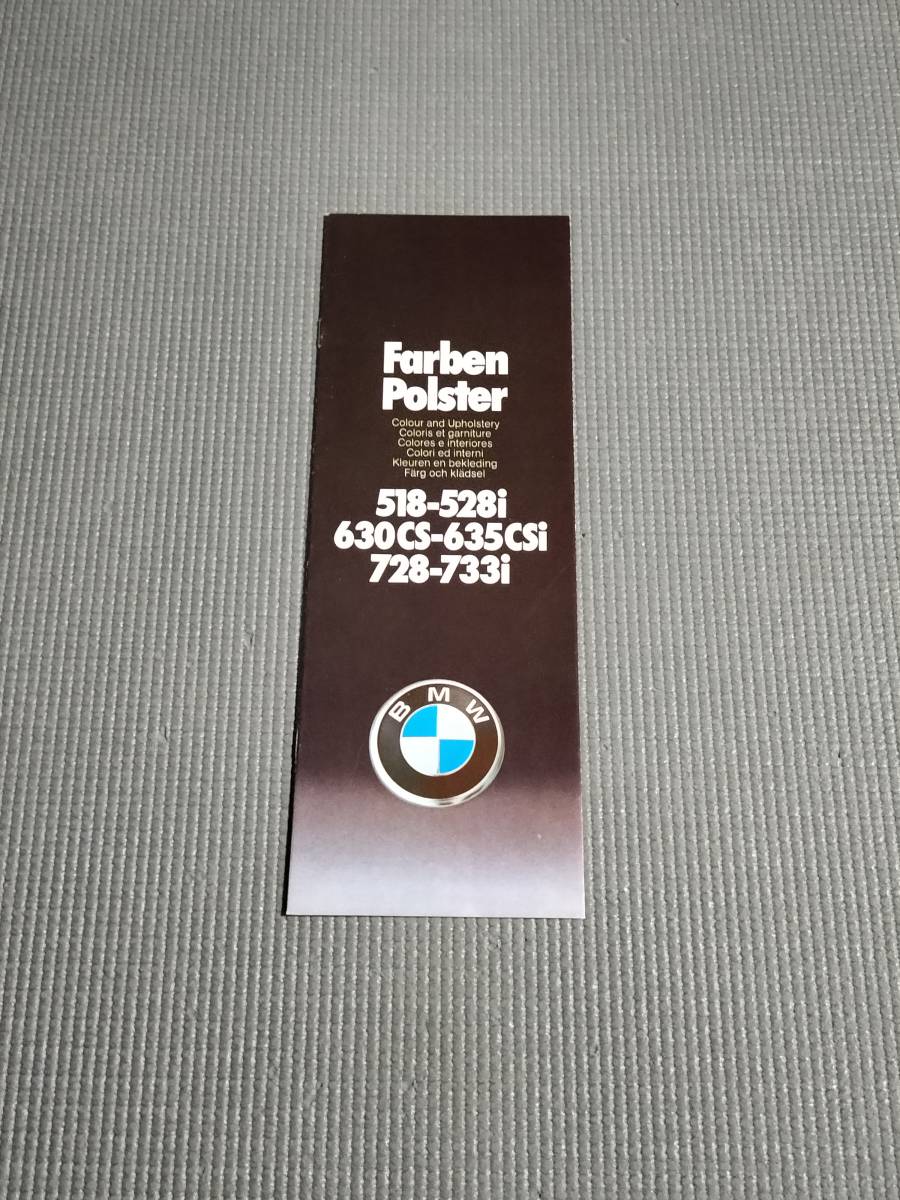 Farben
Polster
Colour and Upholstery
Coloris et garniture
Colores e interiores
Colori ed interni
Kleuren en bekleding
Färg och klädsel
518-528i
630CS-635CSi
728-733i
BMW